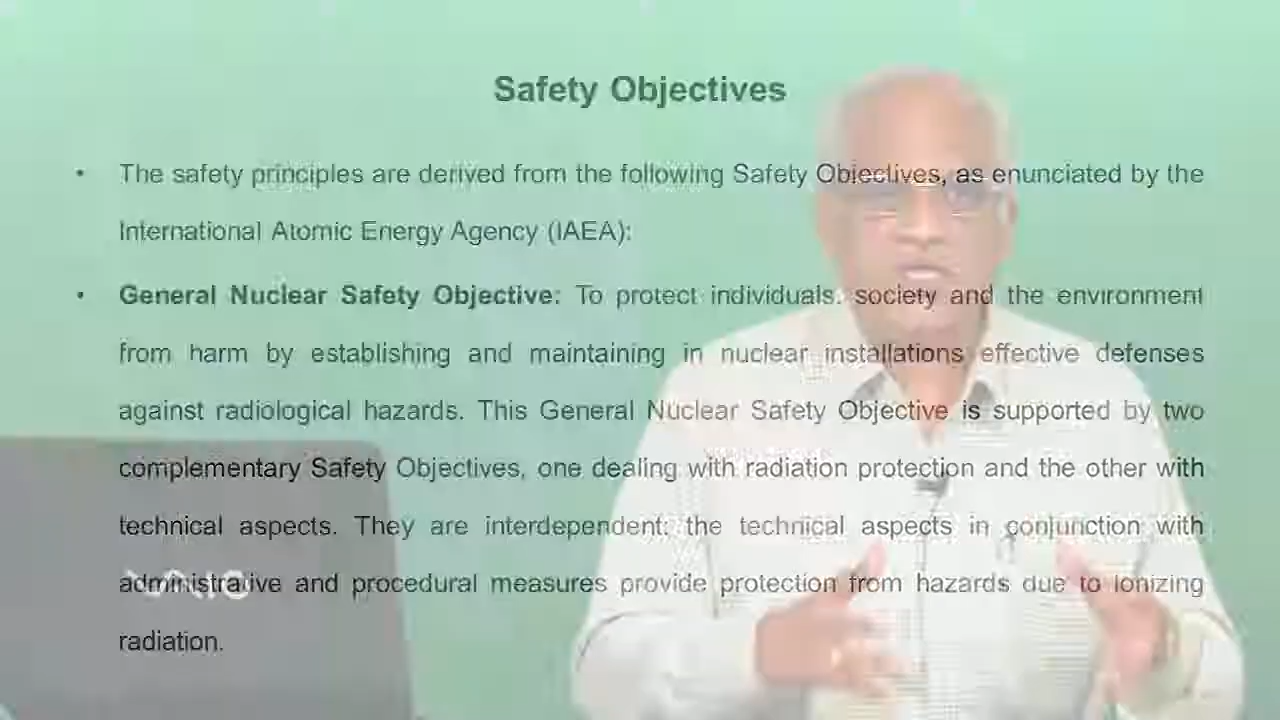 Safety Objectives
• The safety principles are derived from the following Safety Objectives, as enunciated by the
International Atomic Energy Agency (IAEA):
• General Nuclear Safety Objective: To protect individuals, society and the environment
from harm by establishing and maintaining in nuclear installations effective defenses
against radiological hazards. This General Nuclear Safety Objective is supported by two
complementary Safety Objectives, one dealing with radiation protection and the other with
technical aspects. They are interdependent: the technical aspects in conjunction with
administrative and procedural measures provide protection from hazards due to ionizing
radiation.
VAIO